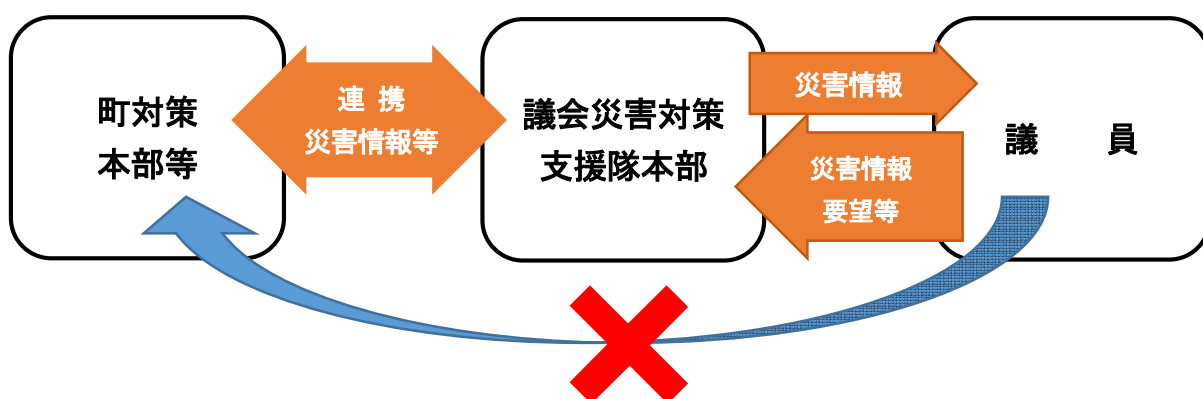 町対策
本部等
連 携
災害情報等
議会災害対策
支援隊本部
災害情報
災害情報
要望等
議　　員